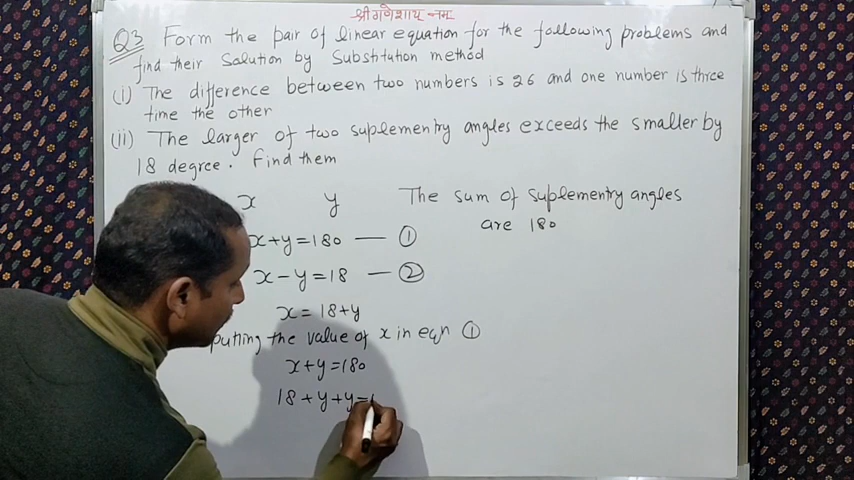 श्री गणेशाय नमः
Q3 Form the pair of linear equation for the following problems and
find their Solution by Substitution method
(i) The difference between two numbers is 26 and one number is three
time the other
(ii) The larger of two suplementry angles exceeds the smaller by
18 degree. Find them
x y The sum of suplementry angles
are 180
x+y=180 — ①
x-y=18 — ②
x=18+y
puting the value of x in eqn ①
x+y=180
18+y+y=